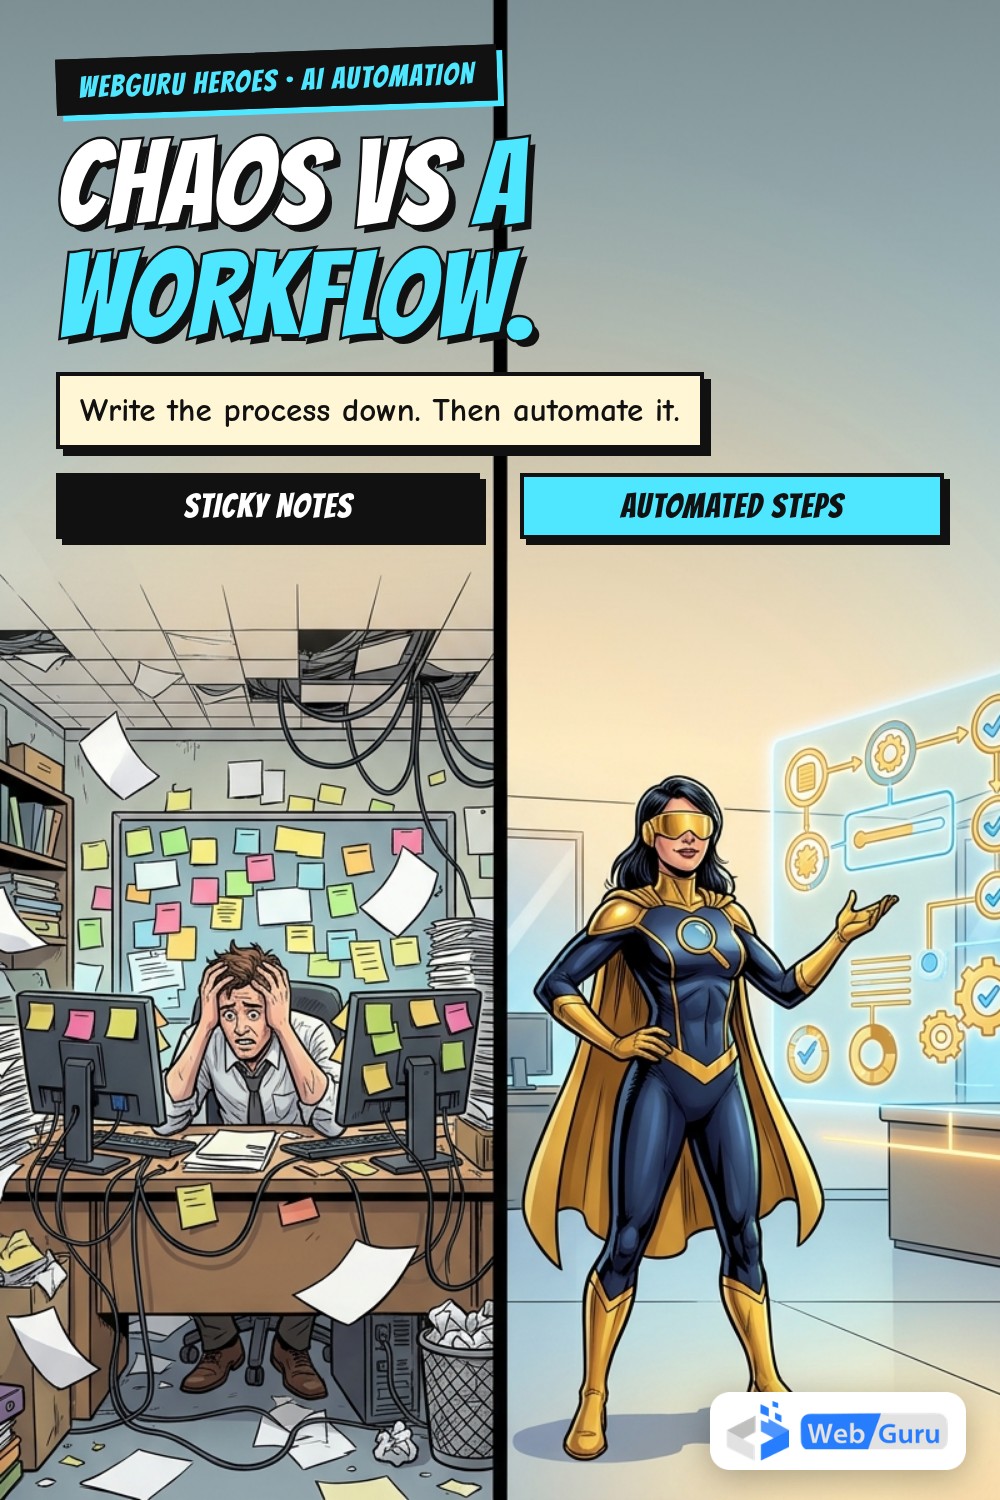 WEBGURU HEROES · AI AUTOMATION
CHAOS VS A
WORKFLOW.
Write the process down. Then automate it.
STICKY NOTES
AUTOMATED STEPS
Web Guru